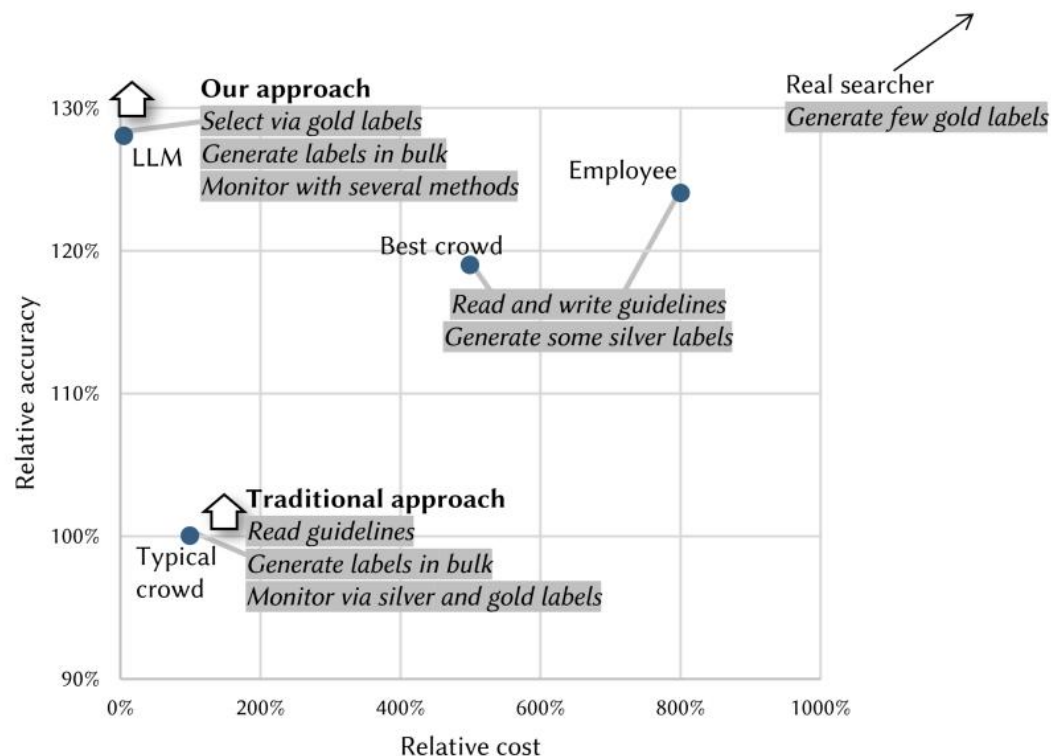 Real searcher
Generate few gold labels
Our approach
Select via gold labels
Generate labels in bulk
Monitor with several methods
130%
LLM
Employee
Best crowd
120%
Read and write guidelines
Generate some silver labels
110%
Relative accuracy
Traditional approach
Read guidelines
Generate labels in bulk
Monitor via silver and gold labels
100%
Typical
crowd
90%
0%
200%
400%
600%
800%
1000%
Relative cost